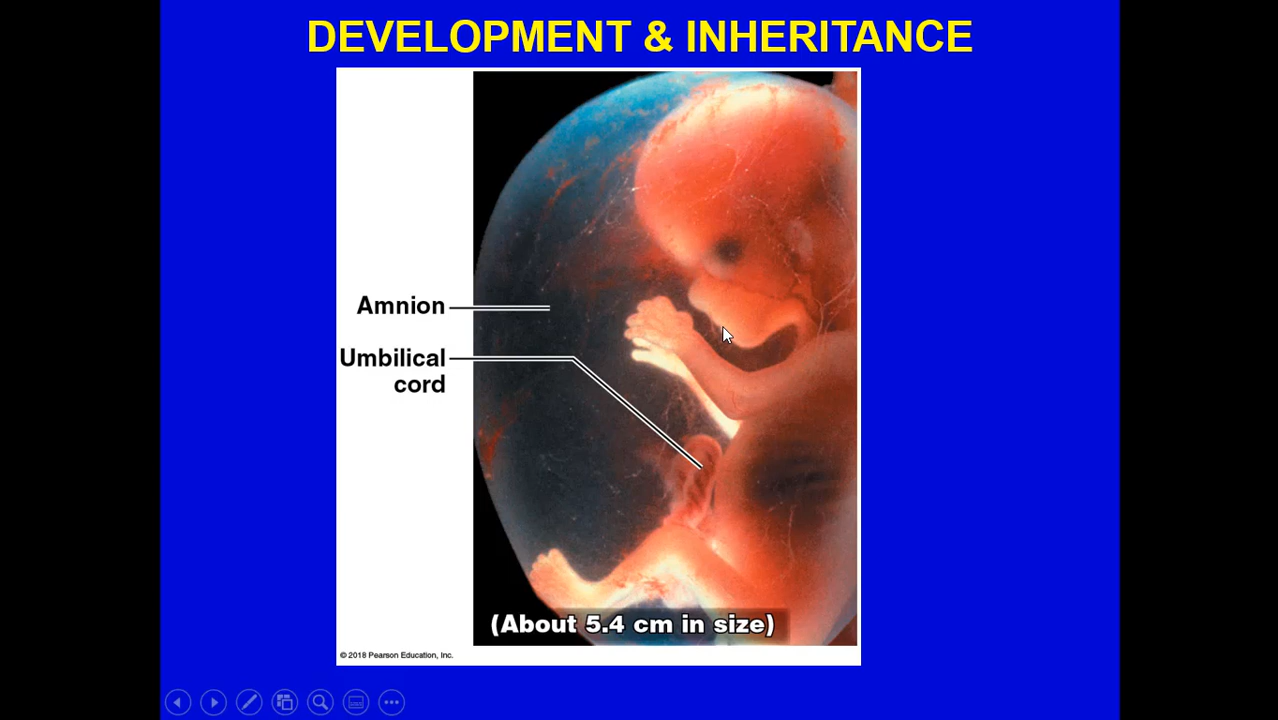 DEVELOPMENT & INHERITANCE
Amnion
Umbilical
cord
(About 5.4 cm in size)
© 2018 Pearson Education, Inc.